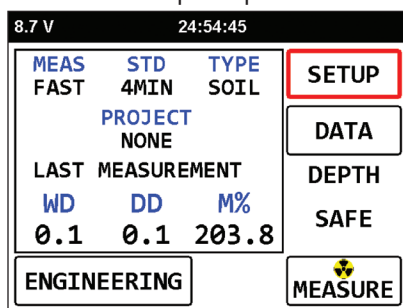 8.7 V 24:54:45
MEAS STD TYPE SETUP
FAST 4MIN SOIL
PROJECT DATA
NONE
LAST MEASUREMENT DEPTH
WD DD M% SAFE
0.1 0.1 203.8
ENGINEERING MEASURE